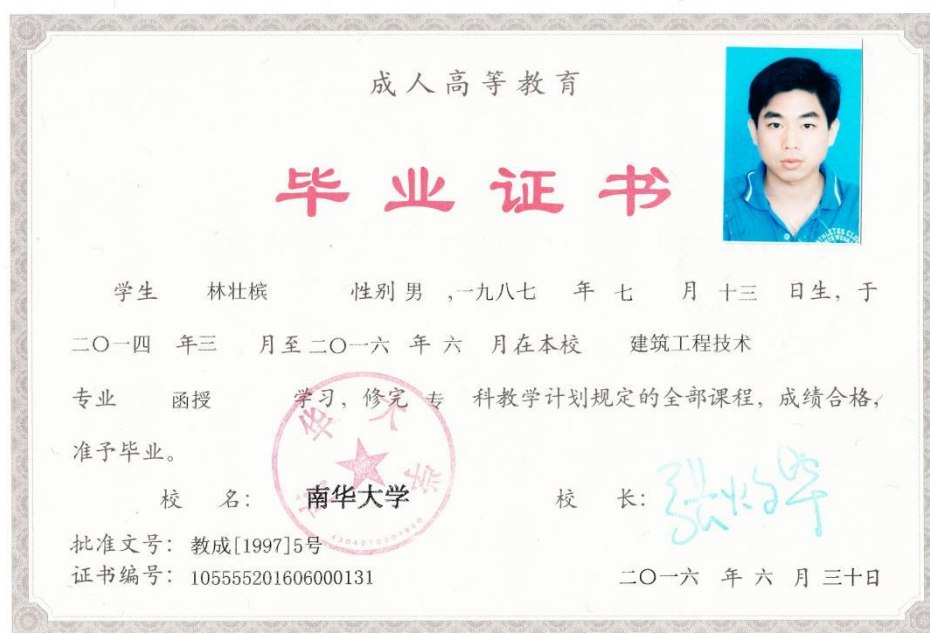 成人高等教育
毕业证书
学生 林壮槟 性别 男 ,一九八七 年 七 月 十三 日生, 于
二〇一四 年三 月至二〇一六 年 六 月在本校 建筑工程技术
专业 函授 学习, 修完 专 科教学计划规定的全部课程, 成绩合格,
准予毕业。
校 名: 南华大学 校 长:
批准文号: 教成[1997]5号
证书编号: 105555201606000131 二〇一六 年 六 月 三十日
南华大学